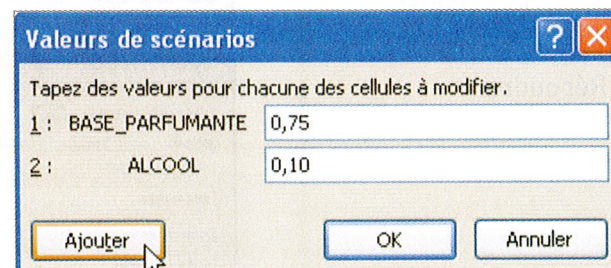 Valeurs de scénarios
Tapez des valeurs pour chacune des cellules à modifier.
1 : BASE_PARFUMANTE 0,75
2 : ALCOOL 0,10
Ajouter OK Annuler